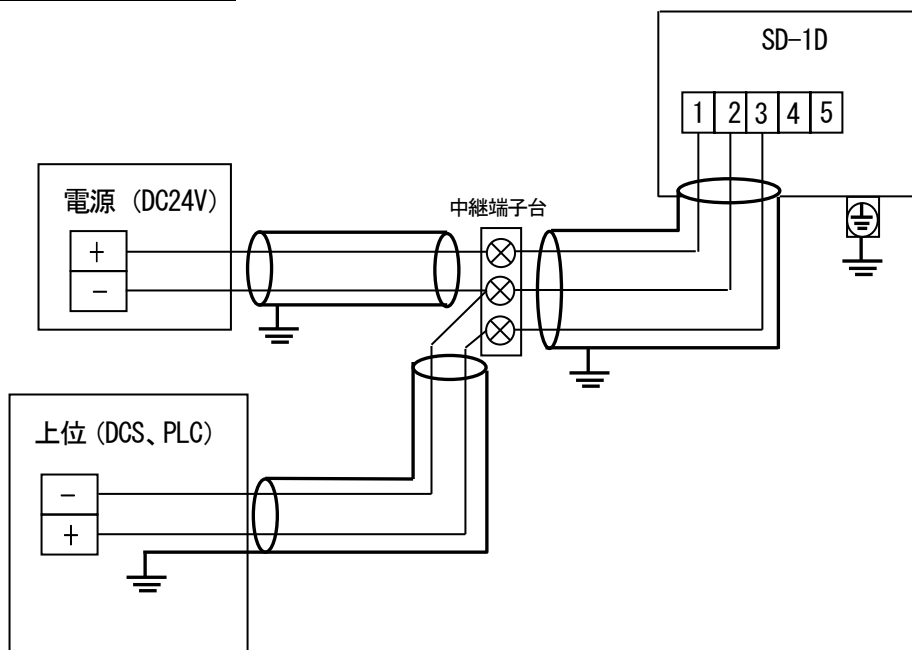 SD-1D
1 2 3 4 5
電源 (DC24V)
+
-
中継端子台
上位 (DCS、PLC)
-
+